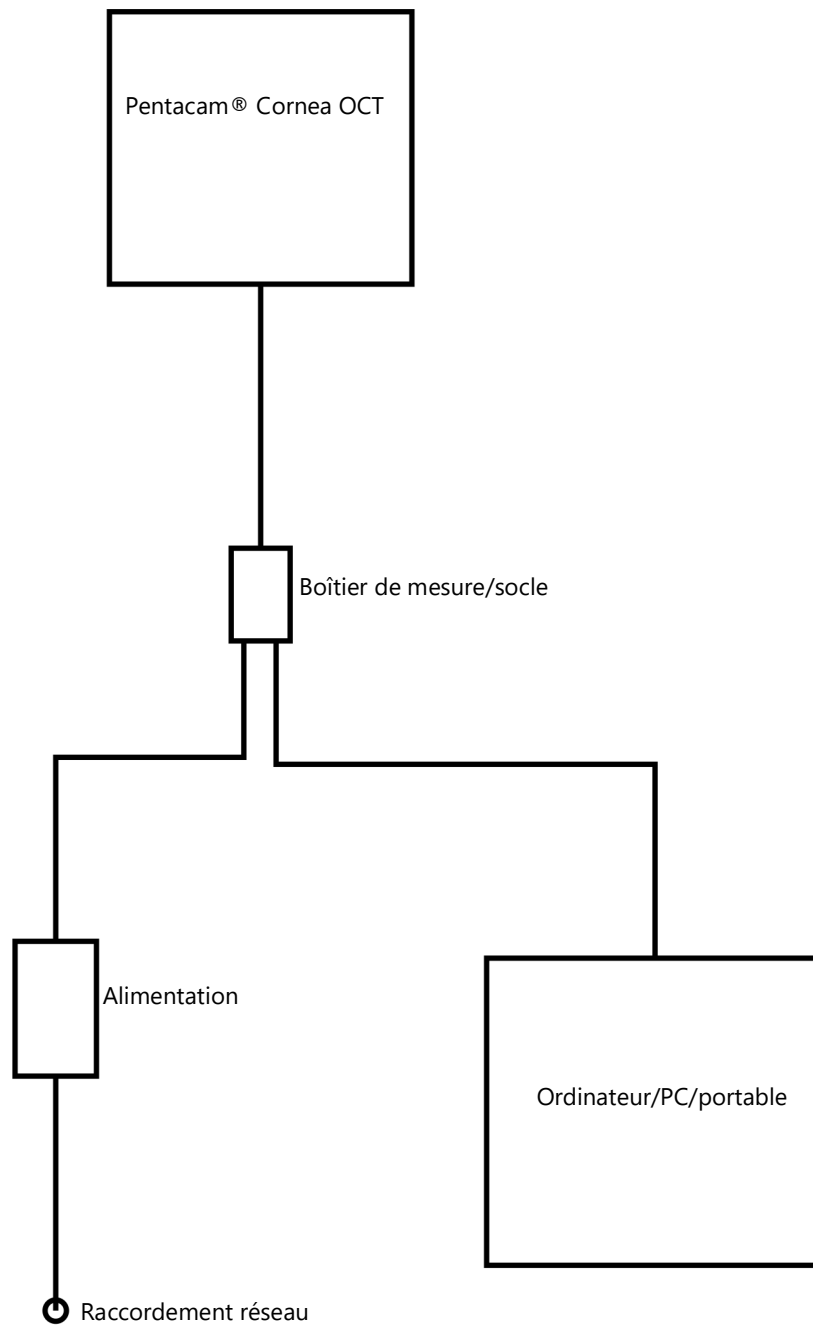 Pentacam® Cornea OCT
Boîtier de mesure/socle
Alimentation
Ordinateur/PC/portable
Raccordement réseau